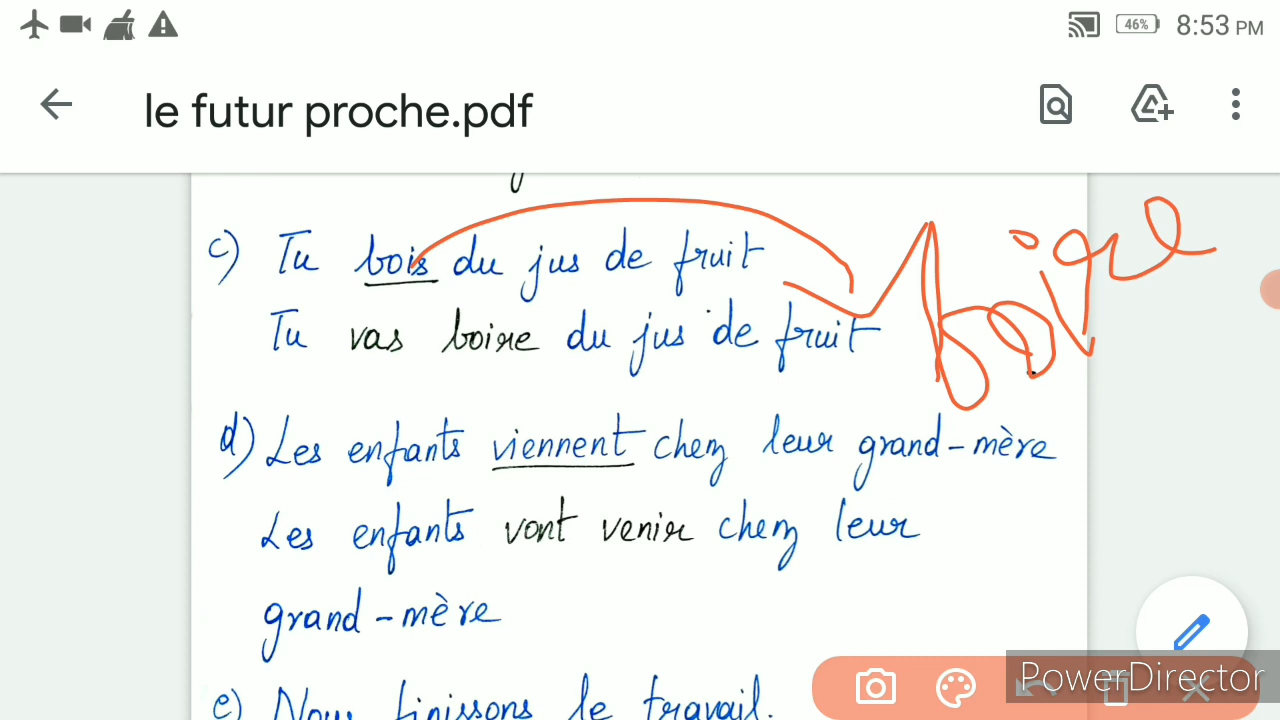 46% 8:53 PM
le futur proche.pdf
c) Tu bois du jus de fruit
Tu vas boire du jus de fruit
boire
d) Les enfants viennent chez leur grand-mère
Les enfants vont venir chez leur
grand-mère
e) Nous finissons le travail.
PowerDirector